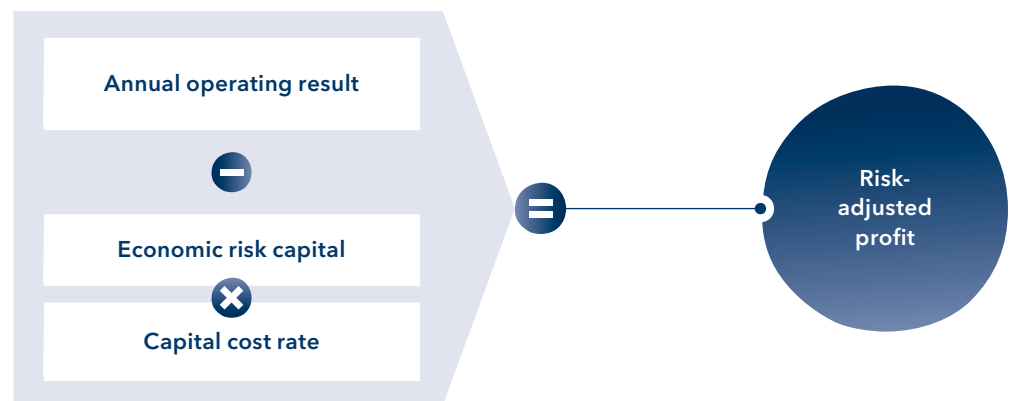 Annual operating result
−
Economic risk capital
×
Capital cost rate
=
Risk-
adjusted
profit